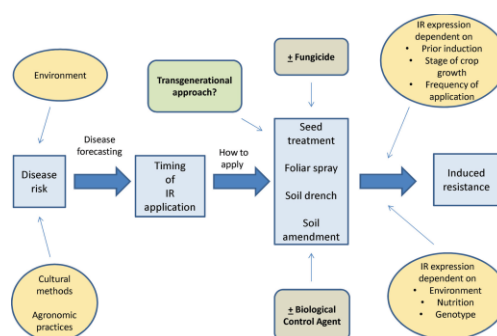 Environment
Disease
risk
Cultural
methods
Agronomic
practices
Disease
forecasting
Timing
of
IR
application
How to
apply
Transgenerational
approach?
± Fungicide
Seed
treatment
Foliar spray
Soil drench
Soil
amendment
± Biological
Control Agent
IR expression
dependent on
• Prior induction
• Stage of crop
growth
• Frequency of
application
Induced
resistance
IR expression
dependent on
• Environment
• Nutrition
• Genotype